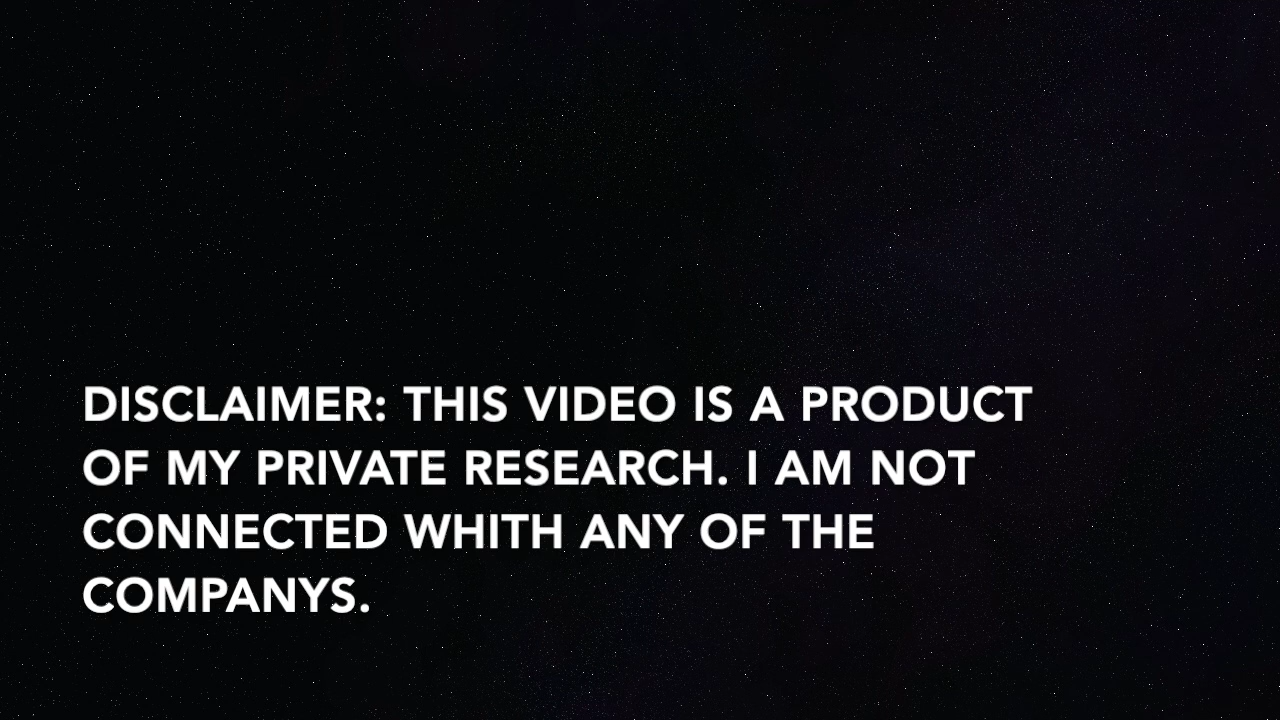 DISCLAIMER: THIS VIDEO IS A PRODUCT
OF MY PRIVATE RESEARCH. I AM NOT
CONNECTED WHITH ANY OF THE
COMPANYS.